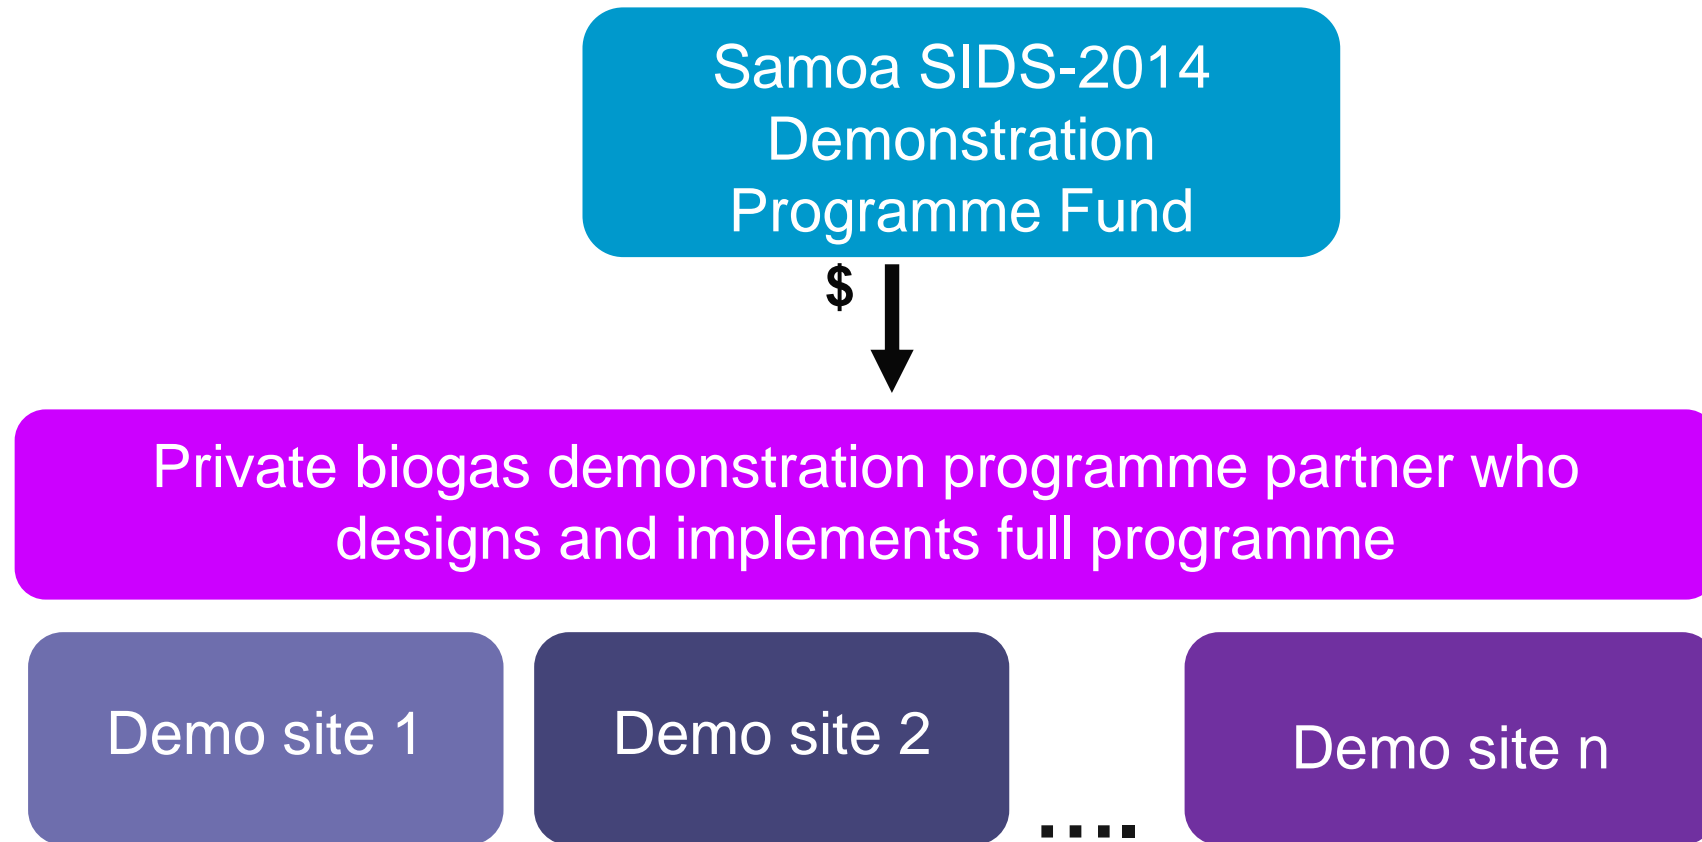 Samoa SIDS-2014
Demonstration
Programme Fund
$
Private biogas demonstration programme partner who
designs and implements full programme
Demo site 1
Demo site 2
....
Demo site n